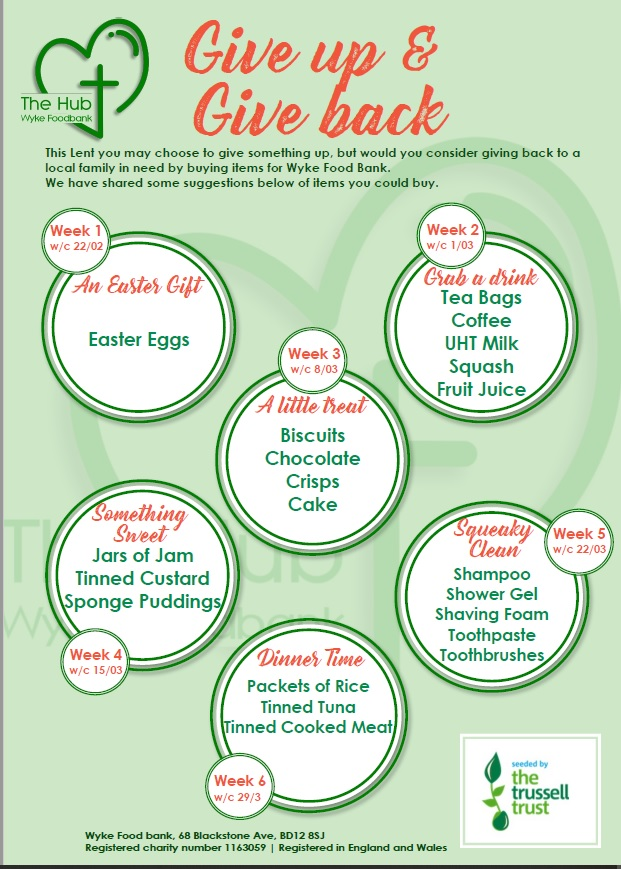 The Hub
Wyke Foodbank
Give up &
Give back
This Lent you may choose to give something up, but would you consider giving back to a
local family in need by buying items for Wyke Food Bank.
We have shared some suggestions below of items you could buy.
Week 1
w/c 22/02
An Easter Gift
Easter Eggs
Week 2
w/c 1/03
Grab a drink
Tea Bags
Coffee
UHT Milk
Squash
Fruit Juice
Week 3
w/c 8/03
A little treat
Biscuits
Chocolate
Crisps
Cake
Something
Sweet
Jars of Jam
Tinned Custard
Sponge Puddings
Week 4
w/c 15/03
Squeaky
Clean
Week 5
w/c 22/03
Shampoo
Shower Gel
Shaving Foam
Toothpaste
Toothbrushes
Dinner Time
Packets of Rice
Tinned Tuna
Tinned Cooked Meat
Week 6
w/c 29/3
The Hub
Wyke Foodbank
seeded by
the
trussell
trust
Wyke Food bank, 68 Blackstone Ave, BD12 8SJ
Registered charity number 1163059 | Registered in England and Wales